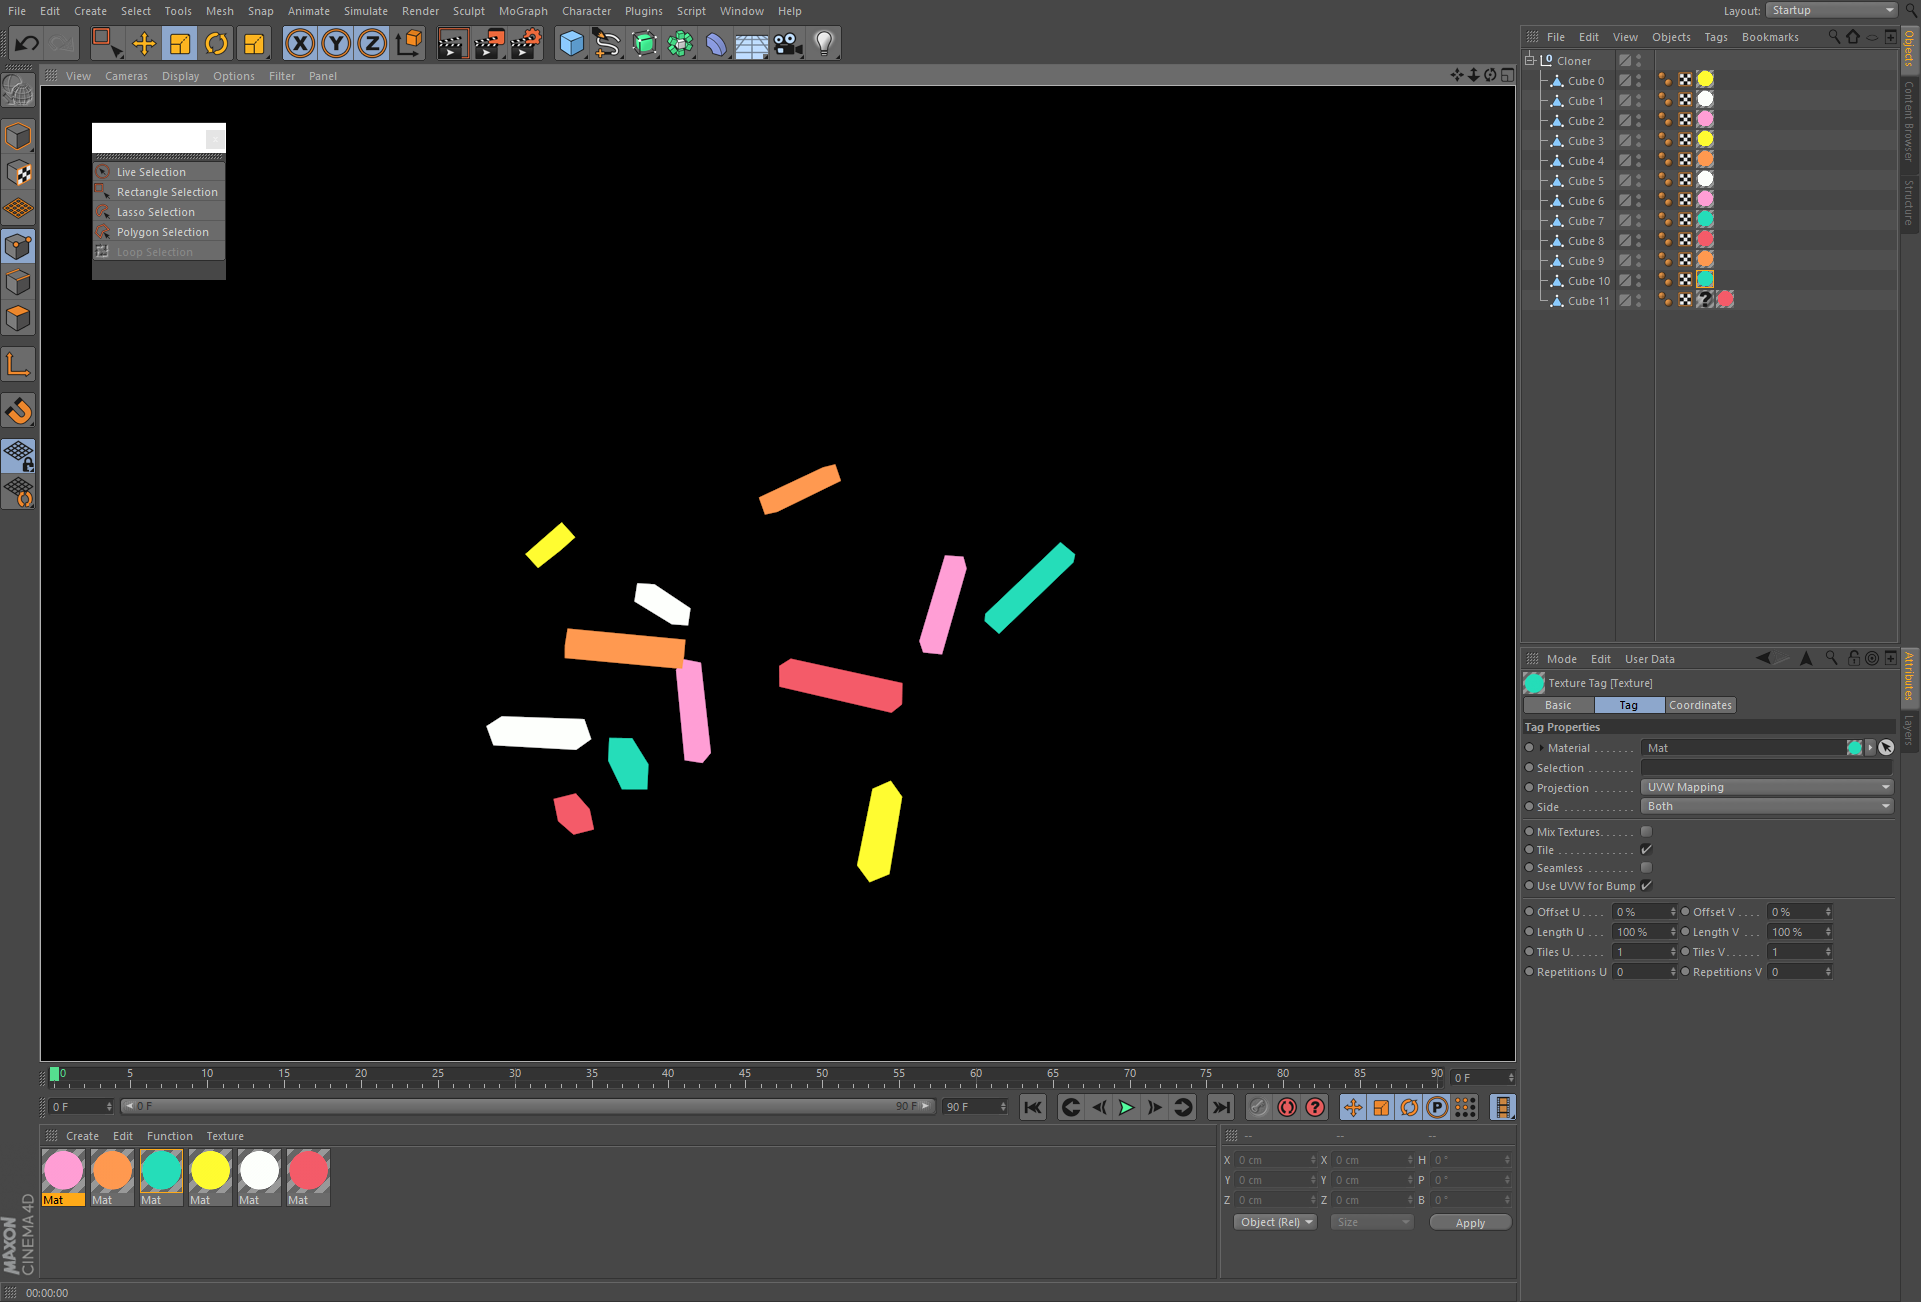 File Edit Create Select Tools Mesh Snap Animate Simulate Render Sculpt MoGraph Character Plugins Script Window Help
Layout: Startup
X Y Z
View Cameras Display Options Filter Panel
Live Selection
Rectangle Selection
Lasso Selection
Polygon Selection
Loop Selection
File Edit View Objects Tags Bookmarks
Cloner
Cube 0
Cube 1
Cube 2
Cube 3
Cube 4
Cube 5
Cube 6
Cube 7
Cube 8
Cube 9
Cube 10
Cube 11 ?
Objects
Content Browser
Structure
Mode Edit User Data
Texture Tag [Texture]
Basic Tag Coordinates
Tag Properties
Material . . . . . . . Mat
Selection . . . . . . . .
Projection . . . . . . . UVW Mapping
Side . . . . . . . . . . . . Both
Mix Textures. . . . . .
Tile . . . . . . . . . . . . .
Seamless . . . . . . . .
Use UVW for Bump
Offset U . . . . 0 % Offset V . . . . 0 %
Length U . . . 100 % Length V . . . 100 %
Tiles U. . . . . . 1 Tiles V. . . . . . 1
Repetitions U 0 Repetitions V 0
Attributes
Layers
0 5 10 15 20 25 30 35 40 45 50 55 60 65 70 75 80 85 90 0 F
0 F 0 F 90 F 90 F ? P
Create Edit Function Texture
Mat Mat Mat Mat Mat Mat
-- -- --
X 0 cm X 0 cm H 0 °
Y 0 cm Y 0 cm P 0 °
Z 0 cm Z 0 cm B 0 °
Object (Rel) Size Apply
MAXON
CINEMA 4D
00:00:00